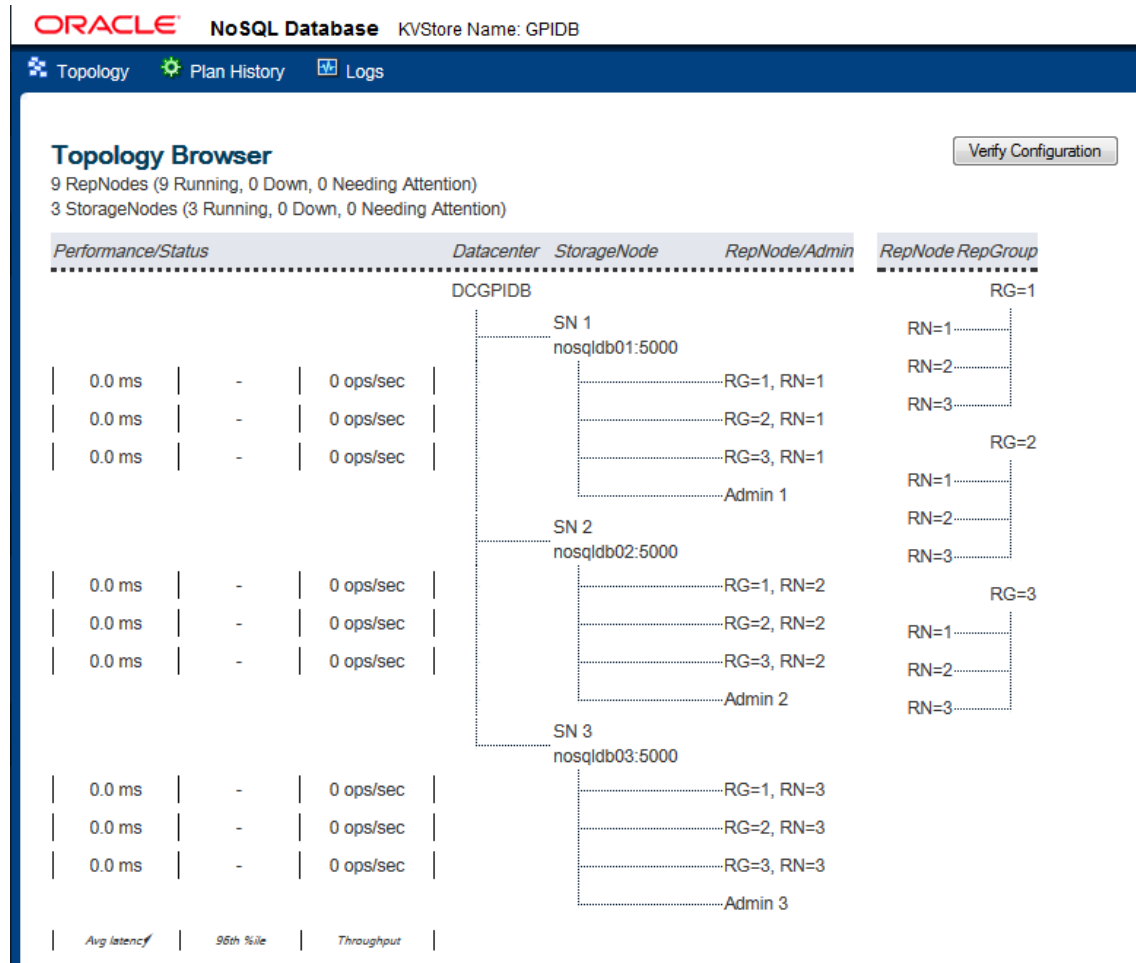 ORACLE NoSQL Database KVStore Name: GPIDB
Topology Plan History Logs
Topology Browser Verify Configuration
9 RepNodes (9 Running, 0 Down, 0 Needing Attention)
3 StorageNodes (3 Running, 0 Down, 0 Needing Attention)
Performance/Status Datacenter StorageNode RepNode/Admin RepNode RepGroup
DCGPIDB RG=1
SN 1
nosqldb01:5000 RN=1
0.0 ms - 0 ops/sec RG=1, RN=1 RN=2
0.0 ms - 0 ops/sec RG=2, RN=1 RN=3
0.0 ms - 0 ops/sec RG=3, RN=1 RG=2
Admin 1 RN=1
SN 2 RN=2
nosqldb02:5000 RN=3
0.0 ms - 0 ops/sec RG=1, RN=2 RG=3
0.0 ms - 0 ops/sec RG=2, RN=2 RN=1
0.0 ms - 0 ops/sec RG=3, RN=2 RN=2
Admin 2 RN=3
SN 3
nosqldb03:5000
0.0 ms - 0 ops/sec RG=1, RN=3
0.0 ms - 0 ops/sec RG=2, RN=3
0.0 ms - 0 ops/sec RG=3, RN=3
Admin 3
Avg latency 95th %ile Throughput